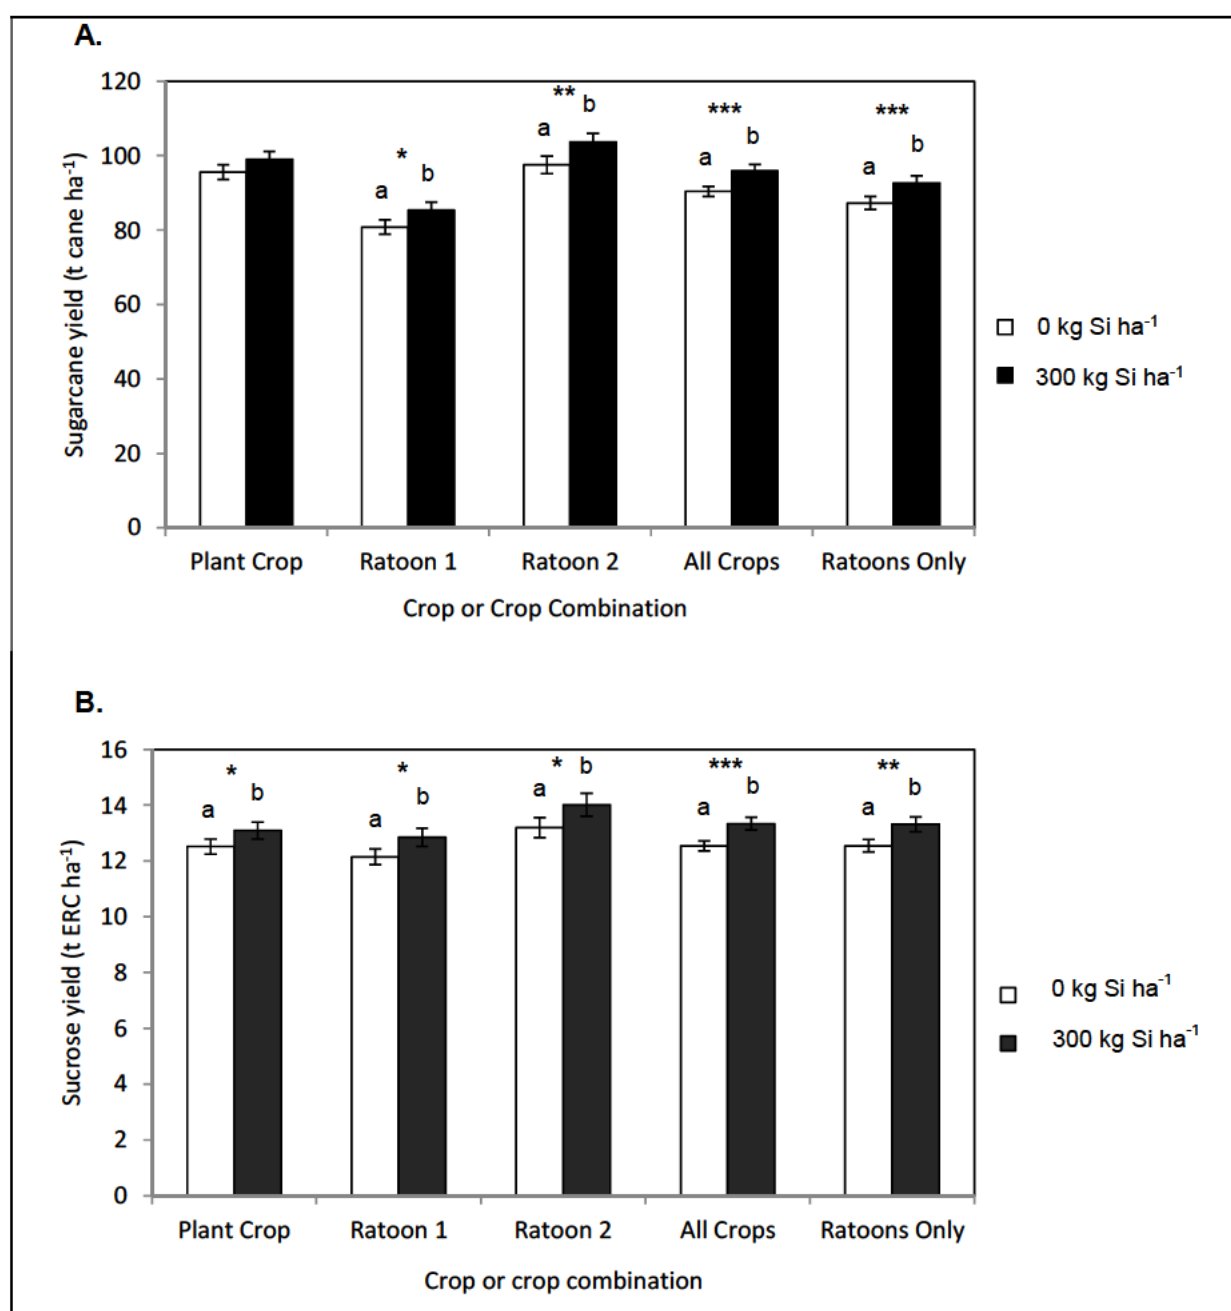 A.
120
100
80
60
40
20
0
Sugarcane yield (t cane ha⁻¹)
* ** *** ***
a b a b a b a b
Plant Crop Ratoon 1 Ratoon 2 All Crops Ratoons Only
Crop or Crop Combination
0 kg Si ha⁻¹
300 kg Si ha⁻¹
B.
16
14
12
10
8
6
4
2
0
Sucrose yield (t ERC ha⁻¹)
* * * *** **
a b a b a b a b a b
Plant Crop Ratoon 1 Ratoon 2 All Crops Ratoons Only
Crop or crop combination
0 kg Si ha⁻¹
300 kg Si ha⁻¹